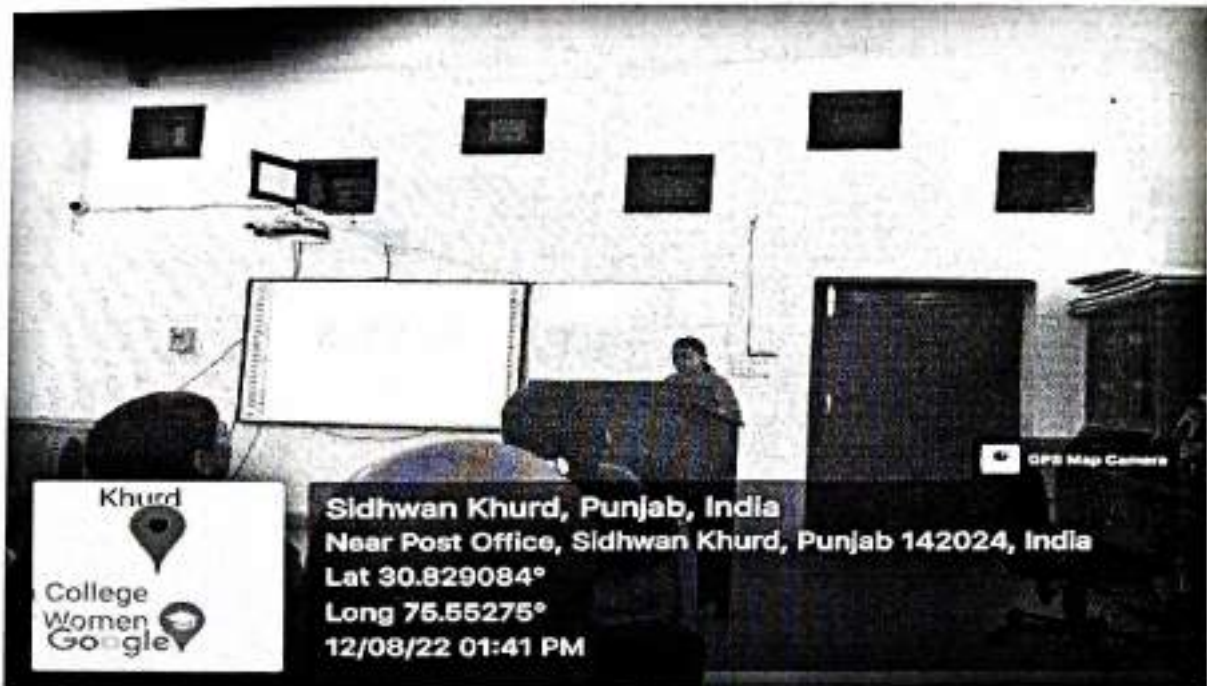 GPS Map Camera
Khurd
College
Women
Google
Sidhwan Khurd, Punjab, India
Near Post Office, Sidhwan Khurd, Punjab 142024, India
Lat 30.829084°
Long 75.55275°
12/08/22 01:41 PM